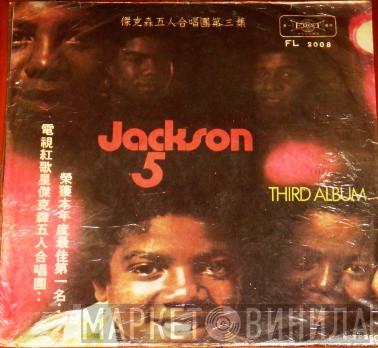 傑克森五人合唱團第三集
FIRST
FL 2008
Jackson
5
THIRD ALBUM
榮獲本年度最佳第一名..
電視紅歌星傑克森五人合唱團..
МАРКЕТ ВИНИЛА